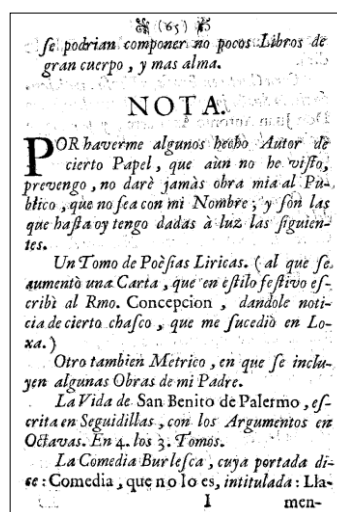 (65)
ſe podrian componer no pocos Libros de
gran cuerpo, y mas alma.
NOTA.
POR haverme algunos hecho Autor de
cierto Papel, que aùn no he viſto,
prevengo, no darè jamàs obra mia al Pu-
blico, que no ſea con mi Nombre; y ſon las
que haſta oy tengo dadas à luz las ſiguien-
tes.
Un Tomo de Poèſias Liricas. (al que ſe
aumentò una Carta, que en eſtilo feſtivo eſ-
cribì al Rmo. Concepcion, dandole noti-
cia de cierto chaſco, que me ſucediò en Lo-
xa.)
Otro tambien Metrico, en que ſe inclu-
yen algunas Obras de mi Padre.
La Vida de San Benito de Palermo, eſ-
crita en Seguidillas, con los Argumentos en
Octavas. En 4. los 3. Tomos.
La Comedia Burleſca, cuya portada di-
ce: Comedia, que no lo es, intitulada: Lla-
I men-